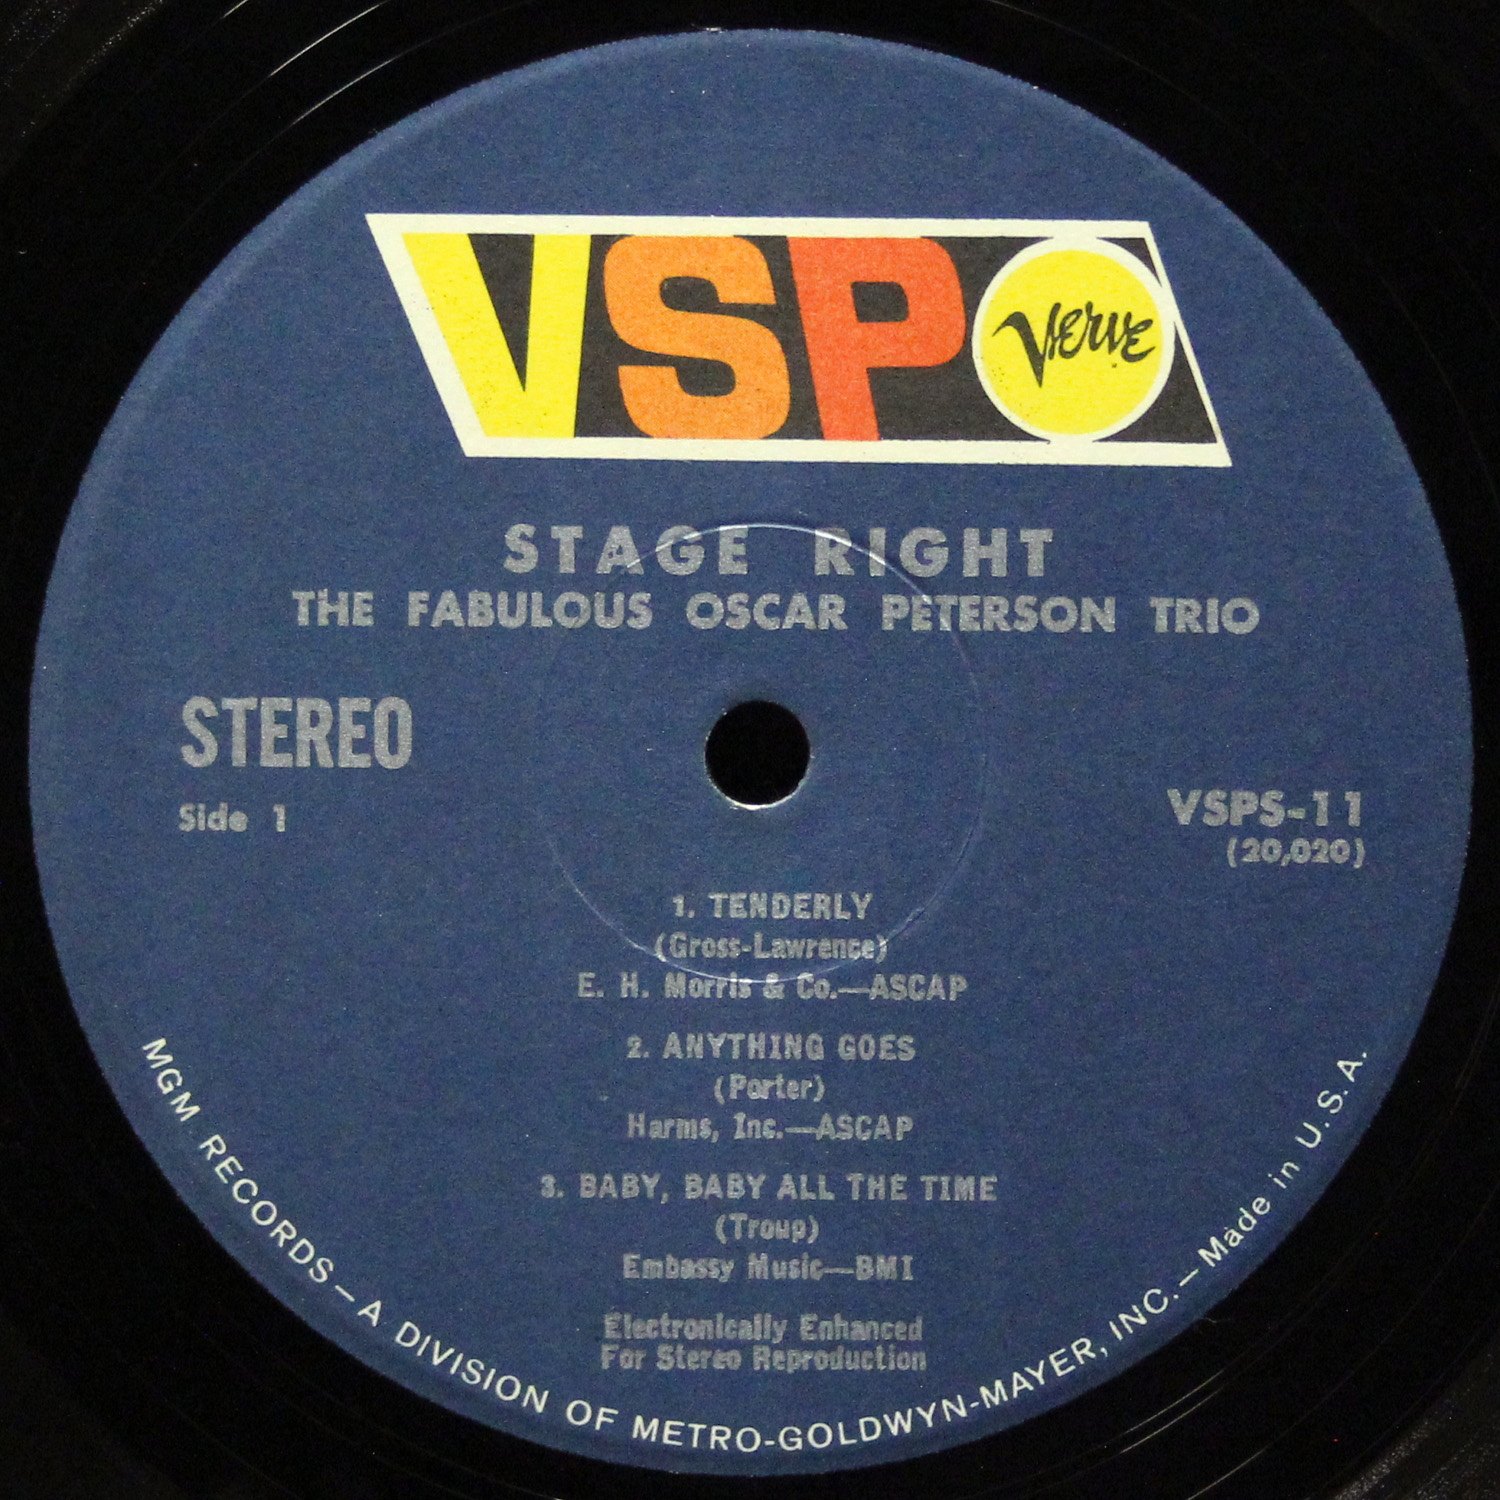 VSP Verve
STAGE RIGHT
THE FABULOUS OSCAR PETERSON TRIO
STEREO
Side 1
VSPS-11
(20,020)
1. TENDERLY
(Gross-Lawrence)
E. H. Morris & Co.—ASCAP
2. ANYTHING GOES
(Porter)
Harms, Inc.—ASCAP
3. BABY, BABY ALL THE TIME
(Troup)
Embassy Music—BMI
Electronically Enhanced
For Stereo Reproduction
MGM RECORDS — A DIVISION OF METRO-GOLDWYN-MAYER, INC. — Made in U.S.A.